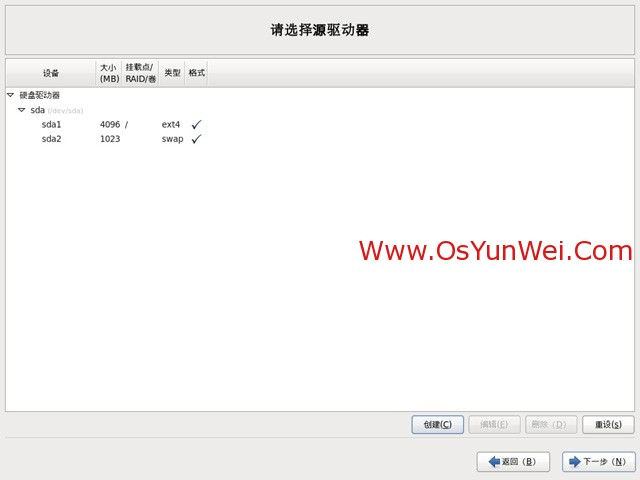 请选择源驱动器
设备 大小(MB) 挂载点/RAID/卷 类型 格式
硬盘驱动器
sda (/dev/sda)
sda1 4096 / ext4
sda2 1023 swap
Www.OsYunWei.Com
创建(C) 编辑(E) 删除（D） 重设(s)
返回（B） 下一步（N）